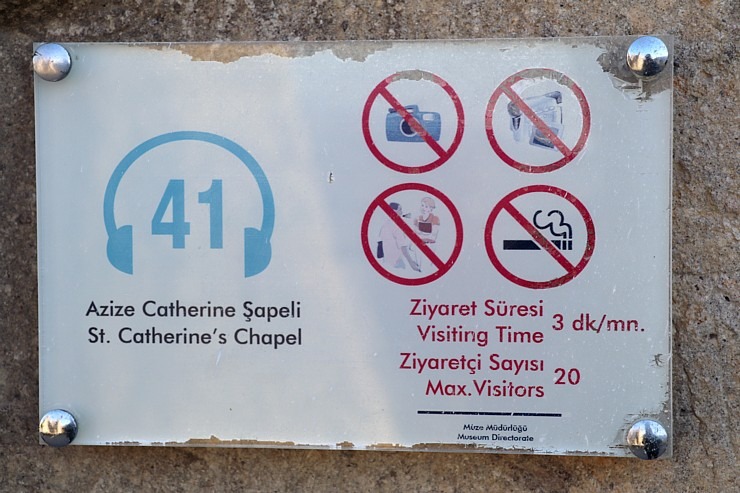 41
Azize Catherine Şapeli
St. Catherine's Chapel
Ziyaret Süresi
Visiting Time
3 dk/mn.
Ziyaretçi Sayısı
Max.Visitors
20
Müze Müdürlüğü
Museum Directorate